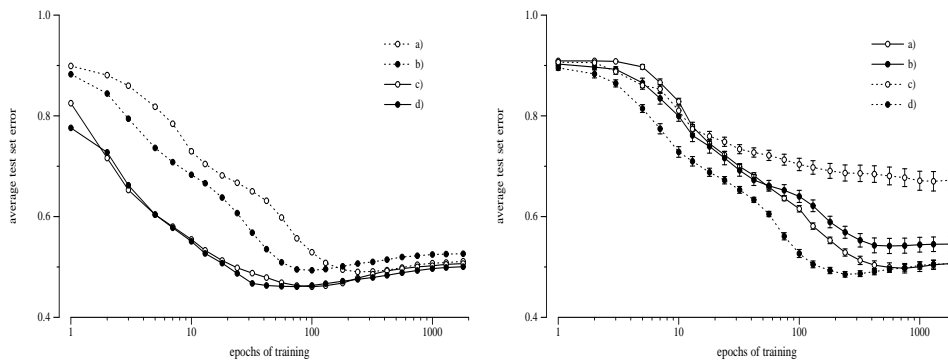 1.0
0.8
0.6
0.4
average test set error
1
10
100
1000
epochs of training
a)
b)
c)
d)
1.0
0.8
0.6
0.4
average test set error
1
10
100
1000
epochs of training
a)
b)
c)
d)